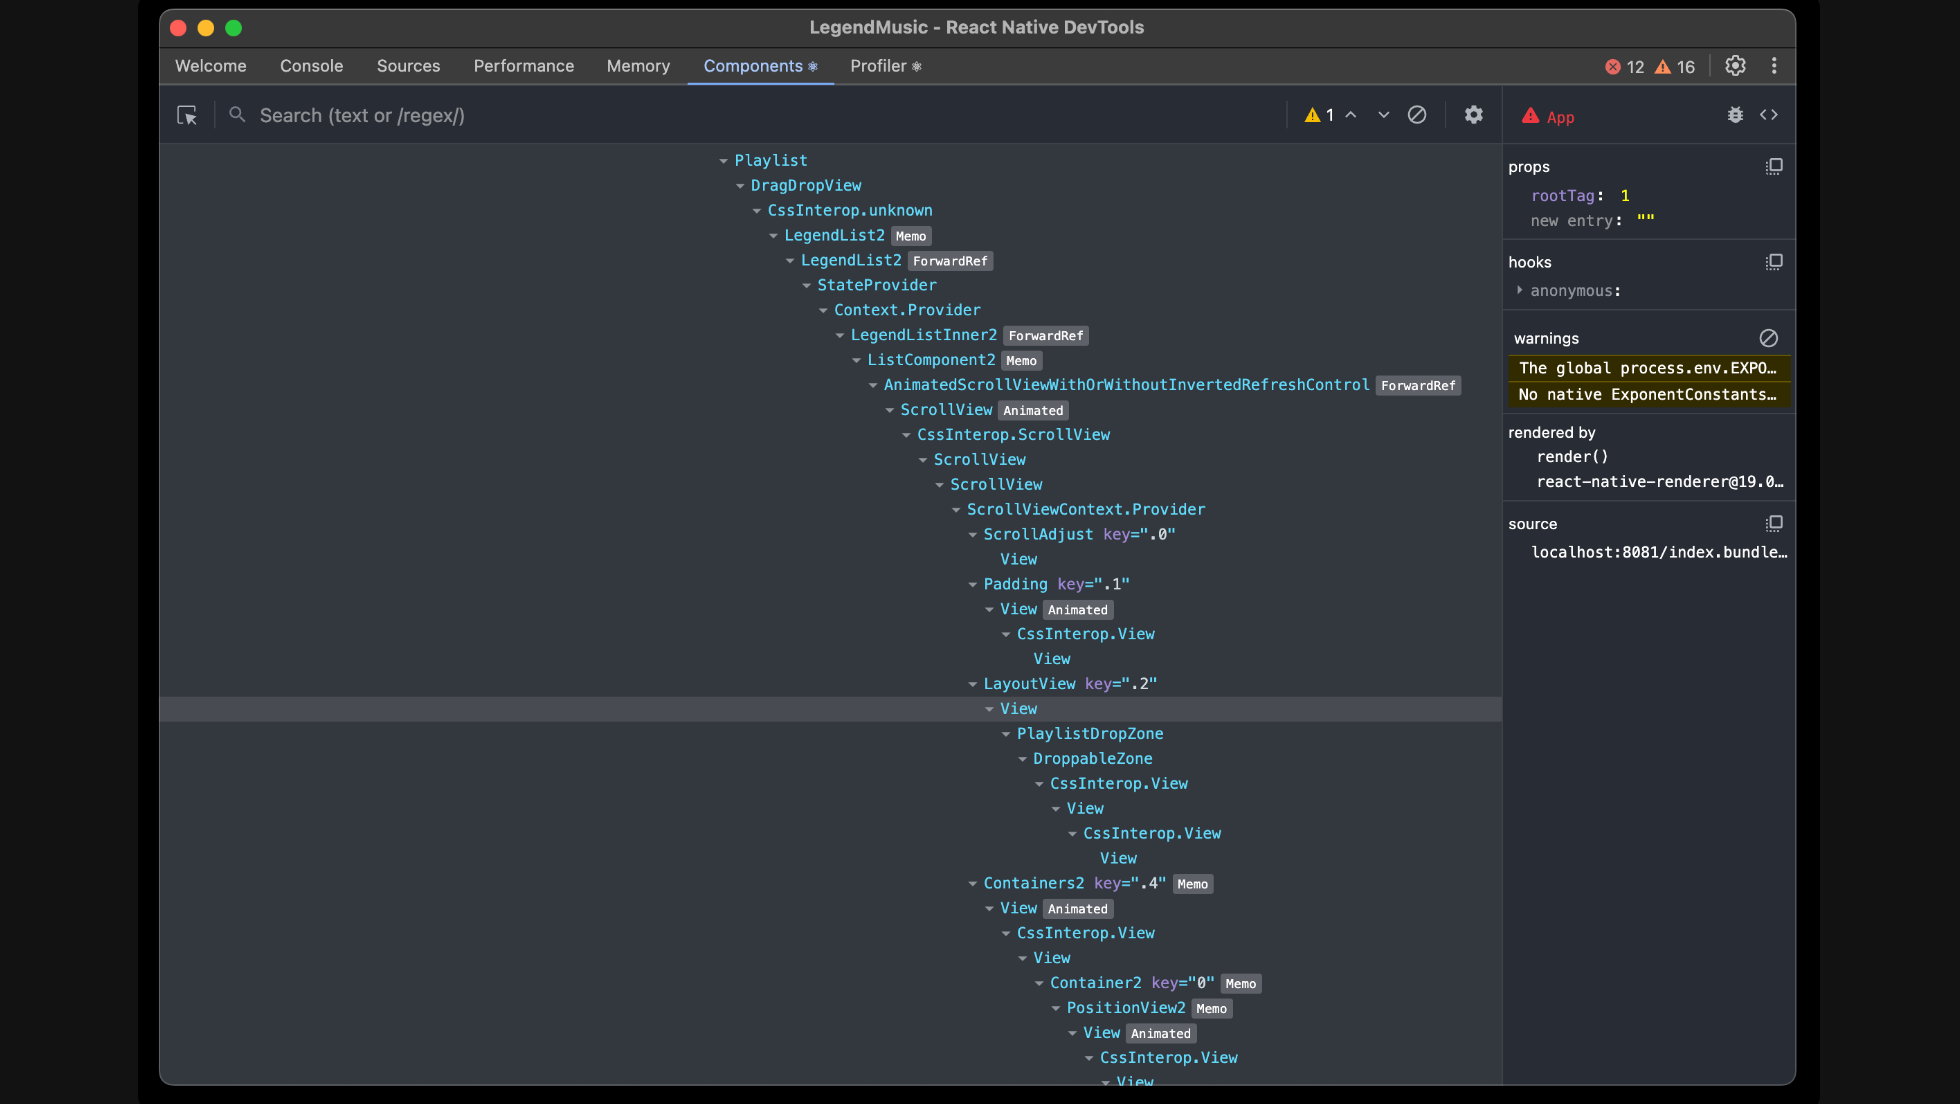 LegendMusic - React Native DevTools
Welcome Console Sources Performance Memory Components ⚛ Profiler ⚛ 12 16
Search (text or /regex/) 1
Playlist
DragDropView
CssInterop.unknown
LegendList2 Memo
LegendList2 ForwardRef
StateProvider
Context.Provider
LegendListInner2 ForwardRef
ListComponent2 Memo
AnimatedScrollViewWithOrWithoutInvertedRefreshControl ForwardRef
ScrollView Animated
CssInterop.ScrollView
ScrollView
ScrollView
ScrollViewContext.Provider
ScrollAdjust key=".0"
View
Padding key=".1"
View Animated
CssInterop.View
View
LayoutView key=".2"
View
PlaylistDropZone
DroppableZone
CssInterop.View
View
CssInterop.View
View
Containers2 key=".4" Memo
View Animated
CssInterop.View
View
Container2 key="0" Memo
PositionView2 Memo
View Animated
CssInterop.View
View
App
props
rootTag: 1
new entry: ""
hooks
anonymous:
warnings
The global process.env.EXPO…
No native ExponentConstants…
rendered by
render()
react-native-renderer@19.0…
source
localhost:8081/index.bundle…